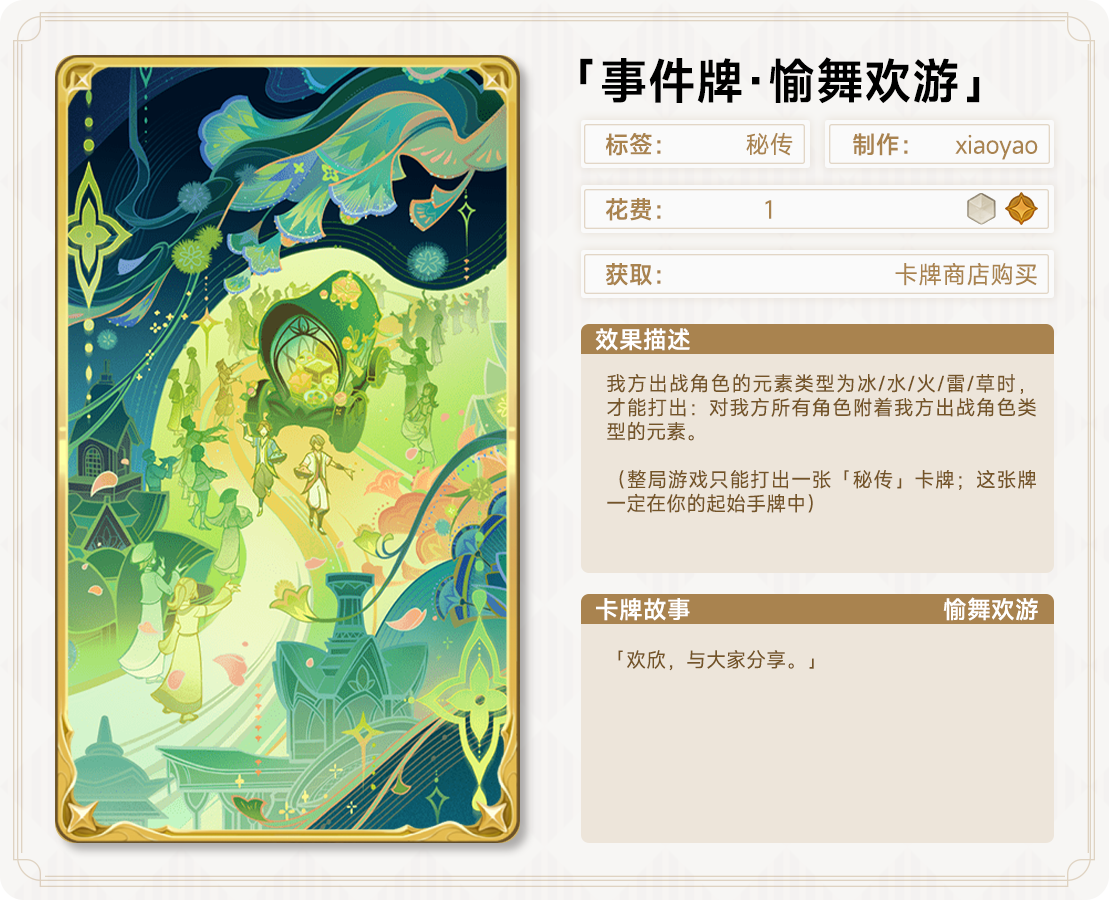 「事件牌·愉舞欢游」
标签： 秘传 制作： xiaoyao
花费： 1
获取： 卡牌商店购买
效果描述
我方出战角色的元素类型为冰/水/火/雷/草时，
才能打出：对我方所有角色附着我方出战角色类
型的元素。
（整局游戏只能打出一张「秘传」卡牌；这张牌
一定在你的起始手牌中）
卡牌故事 愉舞欢游
「欢欣，与大家分享。」